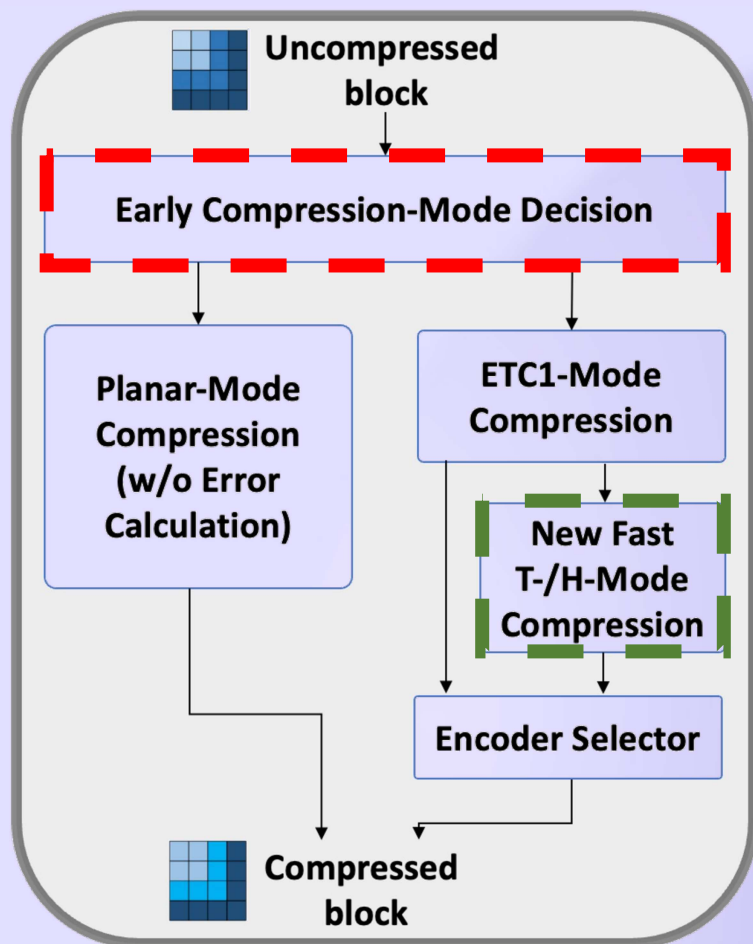 Uncompressed
block
Early Compression-Mode Decision
Planar-Mode
Compression
(w/o Error
Calculation)
ETC1-Mode
Compression
New Fast
T-/H-Mode
Compression
Encoder Selector
Compressed
block